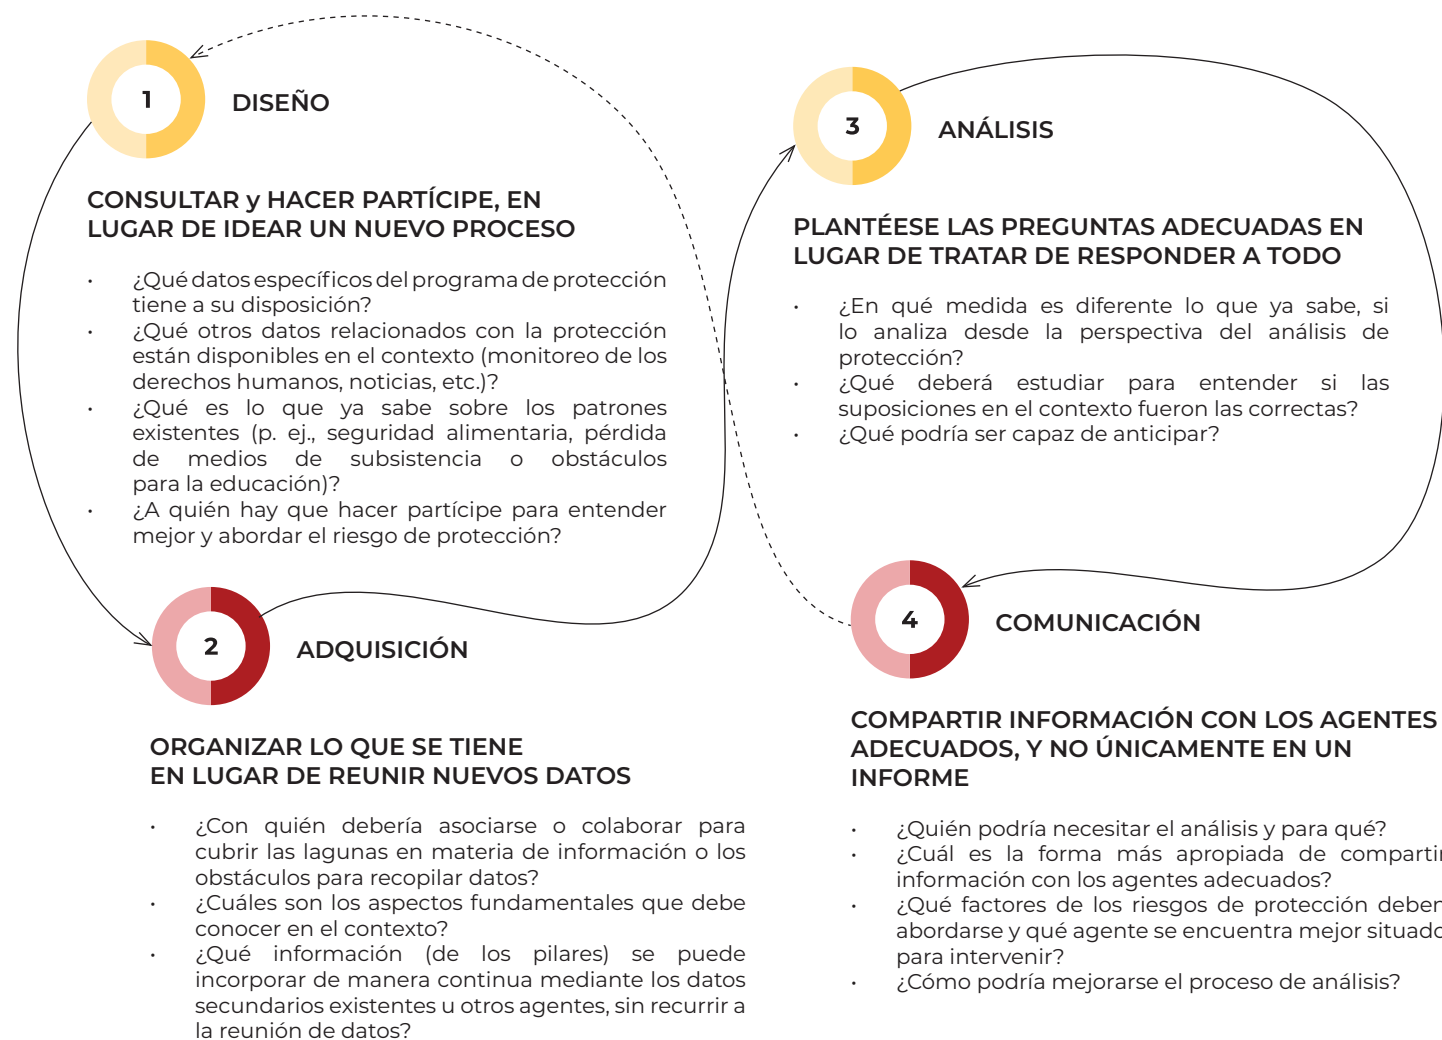 1
DISEÑO
CONSULTAR y HACER PARTÍCIPE, EN
LUGAR DE IDEAR UN NUEVO PROCESO
• ¿Qué datos específicos del programa de protección
tiene a su disposición?
• ¿Qué otros datos relacionados con la protección
están disponibles en el contexto (monitoreo de los
derechos humanos, noticias, etc.)?
• ¿Qué es lo que ya sabe sobre los patrones
existentes (p. ej., seguridad alimentaria, pérdida
de medios de subsistencia o obstáculos
para la educación)?
• ¿A quién hay que hacer partícipe para entender
mejor y abordar el riesgo de protección?
2
ADQUISICIÓN
ORGANIZAR LO QUE SE TIENE
EN LUGAR DE REUNIR NUEVOS DATOS
• ¿Con quién debería asociarse o colaborar para
cubrir las lagunas en materia de información o los
obstáculos para recopilar datos?
• ¿Cuáles son los aspectos fundamentales que debe
conocer en el contexto?
• ¿Qué información (de los pilares) se puede
incorporar de manera continua mediante los datos
secundarios existentes u otros agentes, sin recurrir a
la reunión de datos?
3
ANÁLISIS
PLANTÉESE LAS PREGUNTAS ADECUADAS EN
LUGAR DE TRATAR DE RESPONDER A TODO
• ¿En qué medida es diferente lo que ya sabe, si
lo analiza desde la perspectiva del análisis de
protección?
• ¿Qué deberá estudiar para entender si las
suposiciones en el contexto fueron las correctas?
• ¿Qué podría ser capaz de anticipar?
4
COMUNICACIÓN
COMPARTIR INFORMACIÓN CON LOS AGENTES
ADECUADOS, Y NO ÚNICAMENTE EN UN
INFORME
• ¿Quién podría necesitar el análisis y para qué?
• ¿Cuál es la forma más apropiada de compartir
información con los agentes adecuados?
• ¿Qué factores de los riesgos de protección deben
abordarse y qué agente se encuentra mejor situado
para intervenir?
• ¿Cómo podría mejorarse el proceso de análisis?